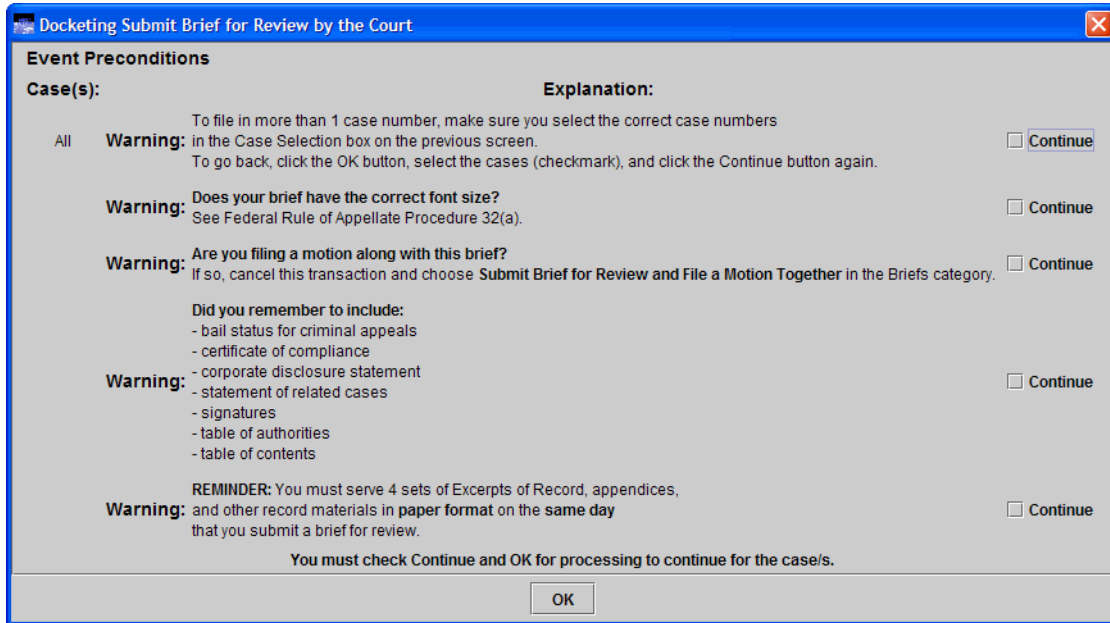 Docketing Submit Brief for Review by the Court
Event Preconditions
Case(s): Explanation:
To file in more than 1 case number, make sure you select the correct case numbers
All Warning: in the Case Selection box on the previous screen. Continue
To go back, click the OK button, select the cases (checkmark), and click the Continue button again.
Does your brief have the correct font size?
Warning: See Federal Rule of Appellate Procedure 32(a). Continue
Are you filing a motion along with this brief?
Warning: If so, cancel this transaction and choose Submit Brief for Review and File a Motion Together in the Briefs category. Continue
Did you remember to include:
- bail status for criminal appeals
- certificate of compliance
- corporate disclosure statement
Warning: - statement of related cases Continue
- signatures
- table of authorities
- table of contents
REMINDER: You must serve 4 sets of Excerpts of Record, appendices,
Warning: and other record materials in paper format on the same day Continue
that you submit a brief for review.
You must check Continue and OK for processing to continue for the case/s.
OK